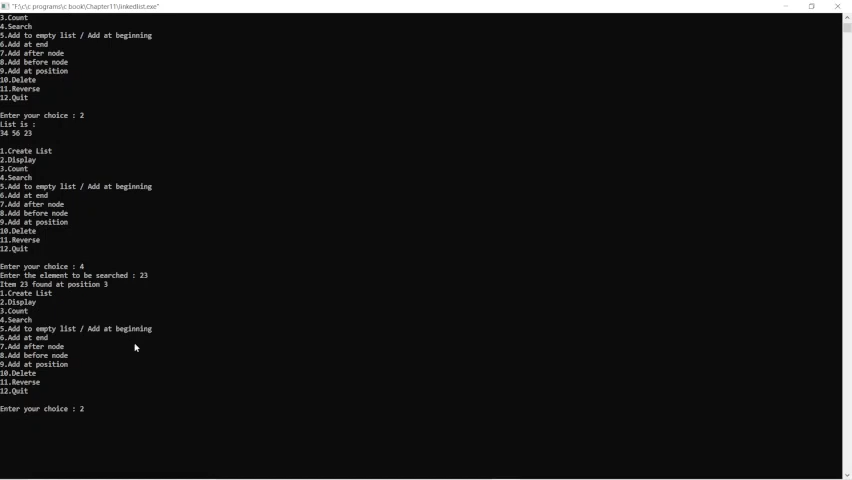 "F:\c\c programs\c book\Chapter11\linkedlist.exe"
3.Count
4.Search
5.Add to empty list / Add at beginning
6.Add at end
7.Add after node
8.Add before node
9.Add at position
10.Delete
11.Reverse
12.Quit
Enter your choice : 2
List is :
34 56 23
1.Create List
2.Display
3.Count
4.Search
5.Add to empty list / Add at beginning
6.Add at end
7.Add after node
8.Add before node
9.Add at position
10.Delete
11.Reverse
12.Quit
Enter your choice : 4
Enter the element to be searched : 23
Item 23 found at position 3
1.Create List
2.Display
3.Count
4.Search
5.Add to empty list / Add at beginning
6.Add at end
7.Add after node
8.Add before node
9.Add at position
10.Delete
11.Reverse
12.Quit
Enter your choice : 2